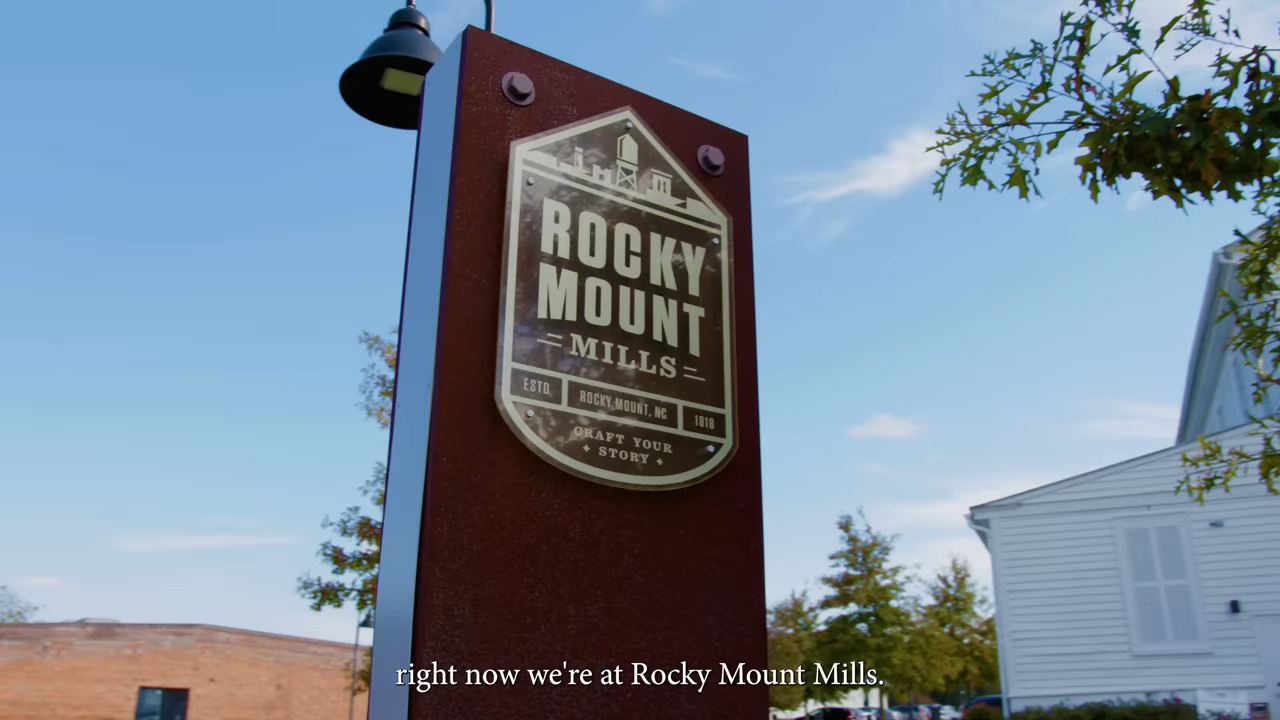 ROCKY
MOUNT
MILLS
ESTD
ROCKY MOUNT, NC
1818
CRAFT YOUR
STORY
right now we're at Rocky Mount Mills.